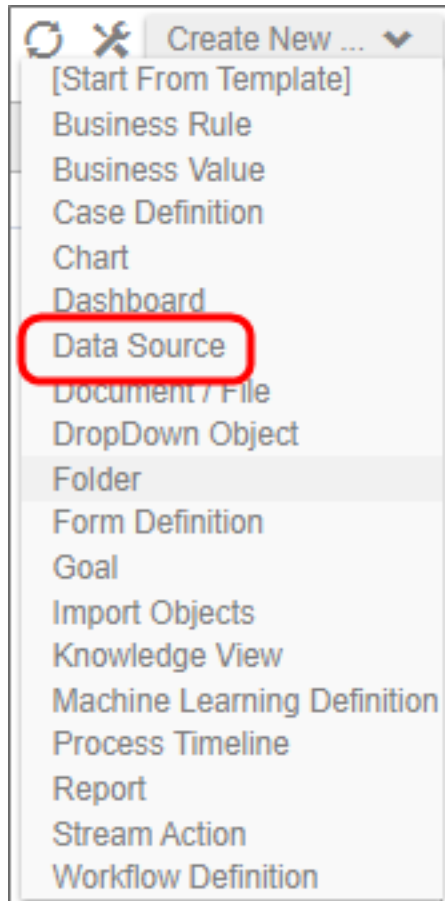 Create New ...
[Start From Template]
Business Rule
Business Value
Case Definition
Chart
Dashboard
Data Source
Document / File
DropDown Object
Folder
Form Definition
Goal
Import Objects
Knowledge View
Machine Learning Definition
Process Timeline
Report
Stream Action
Workflow Definition